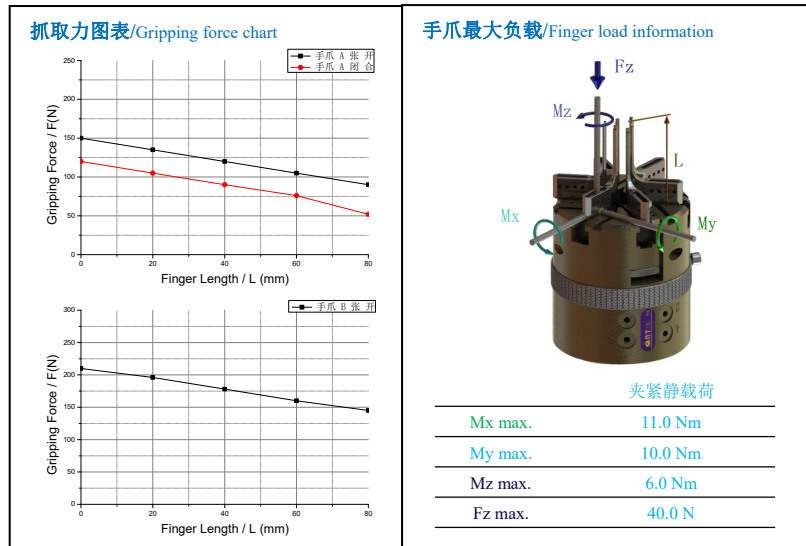 抓取力图表/Gripping force chart
手爪 A 张 开
手爪 A 闭 合
250
200
150
100
50
0
Gripping Force / F(N)
0 20 40 60 80
Finger Length / L (mm)
手爪 B 张 开
300
250
200
150
100
50
0
Gripping Force / F(N)
0 20 40 60 80
Finger Length / L (mm)
手爪最大负载/Finger load information
Fz
Mz
L
Mx
My
夹紧静载荷
Mx max. 11.0 Nm
My max. 10.0 Nm
Mz max. 6.0 Nm
Fz max. 40.0 N